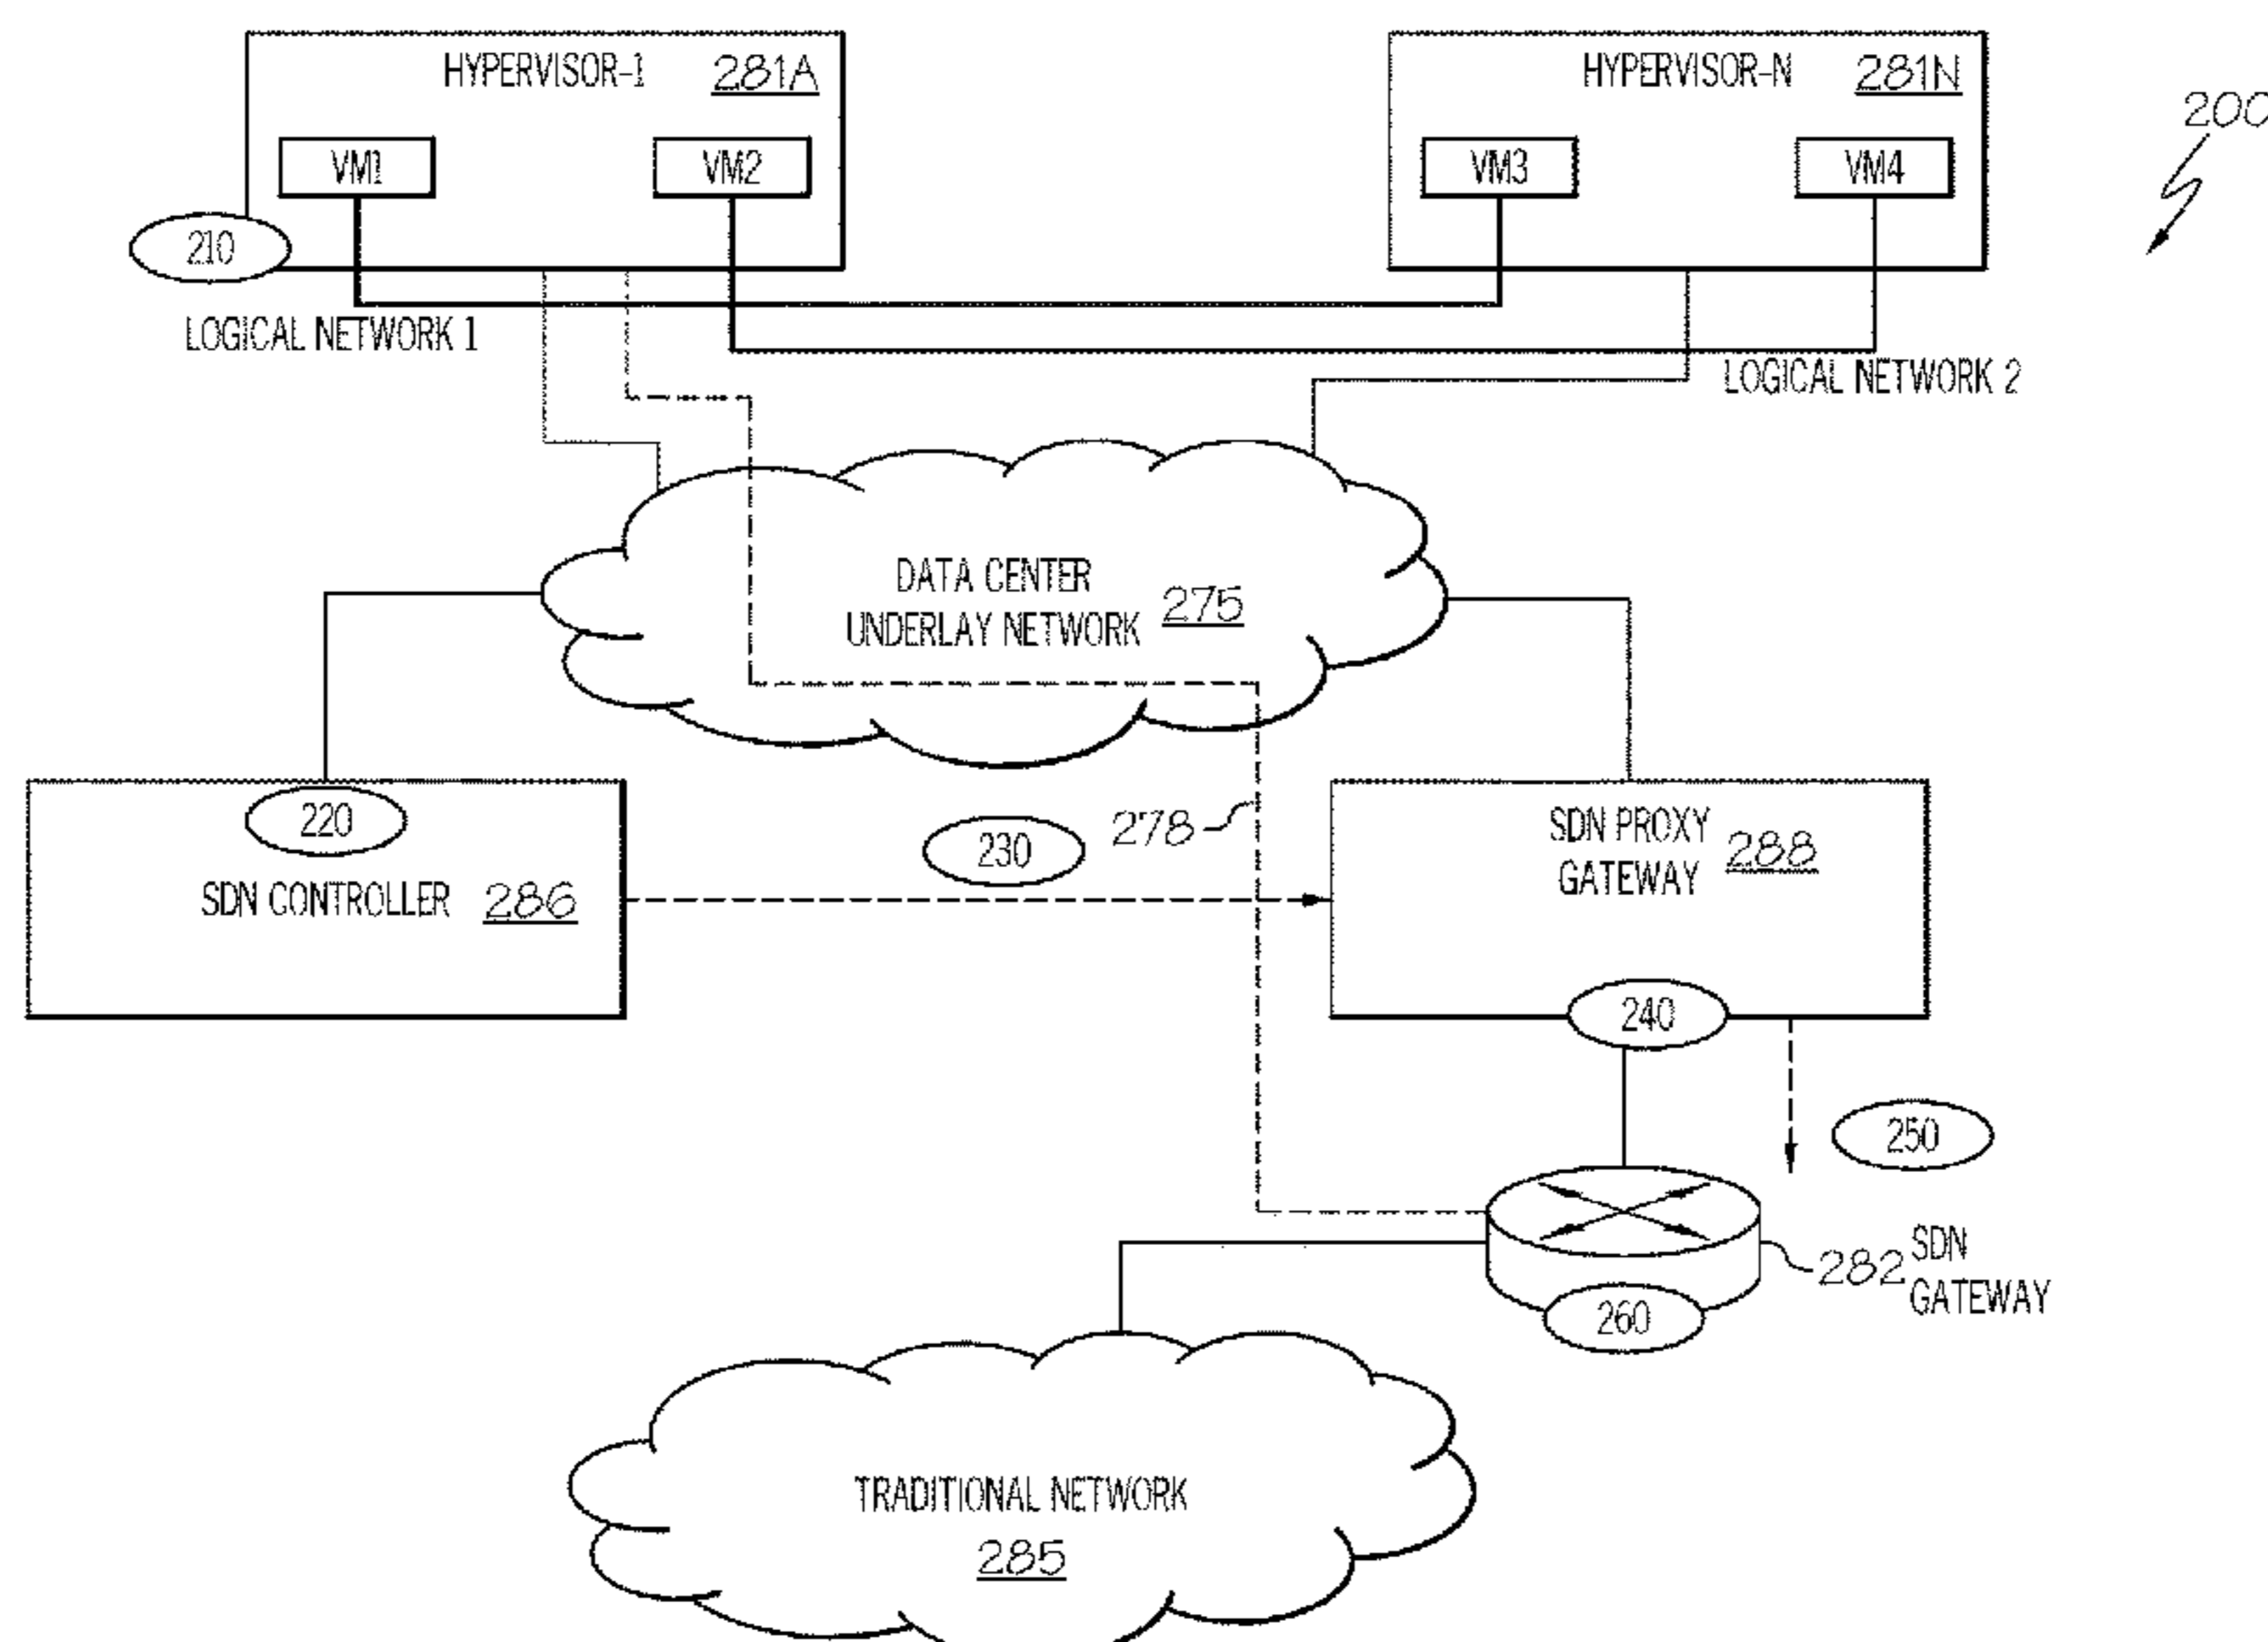 HYPERVISOR-1 281A
HYPERVISOR-N 281N
200
VM1
VM2
VM3
VM4
210
LOGICAL NETWORK 1
LOGICAL NETWORK 2
DATA CENTER
UNDERLAY NETWORK 275
220
SDN CONTROLLER 286
230
278
SDN PROXY
GATEWAY 288
240
250
282 SDN
GATEWAY
260
TRADITIONAL NETWORK
285